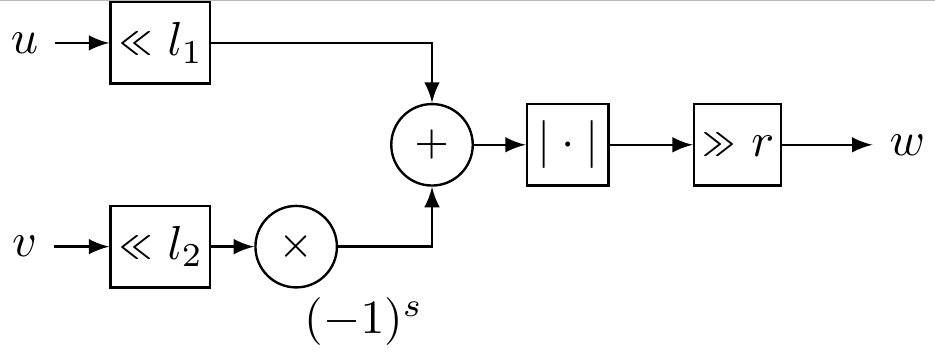 u ≪ l₁
+ | · | ≫ r w
v ≪ l₂ ×
(−1)ˢ